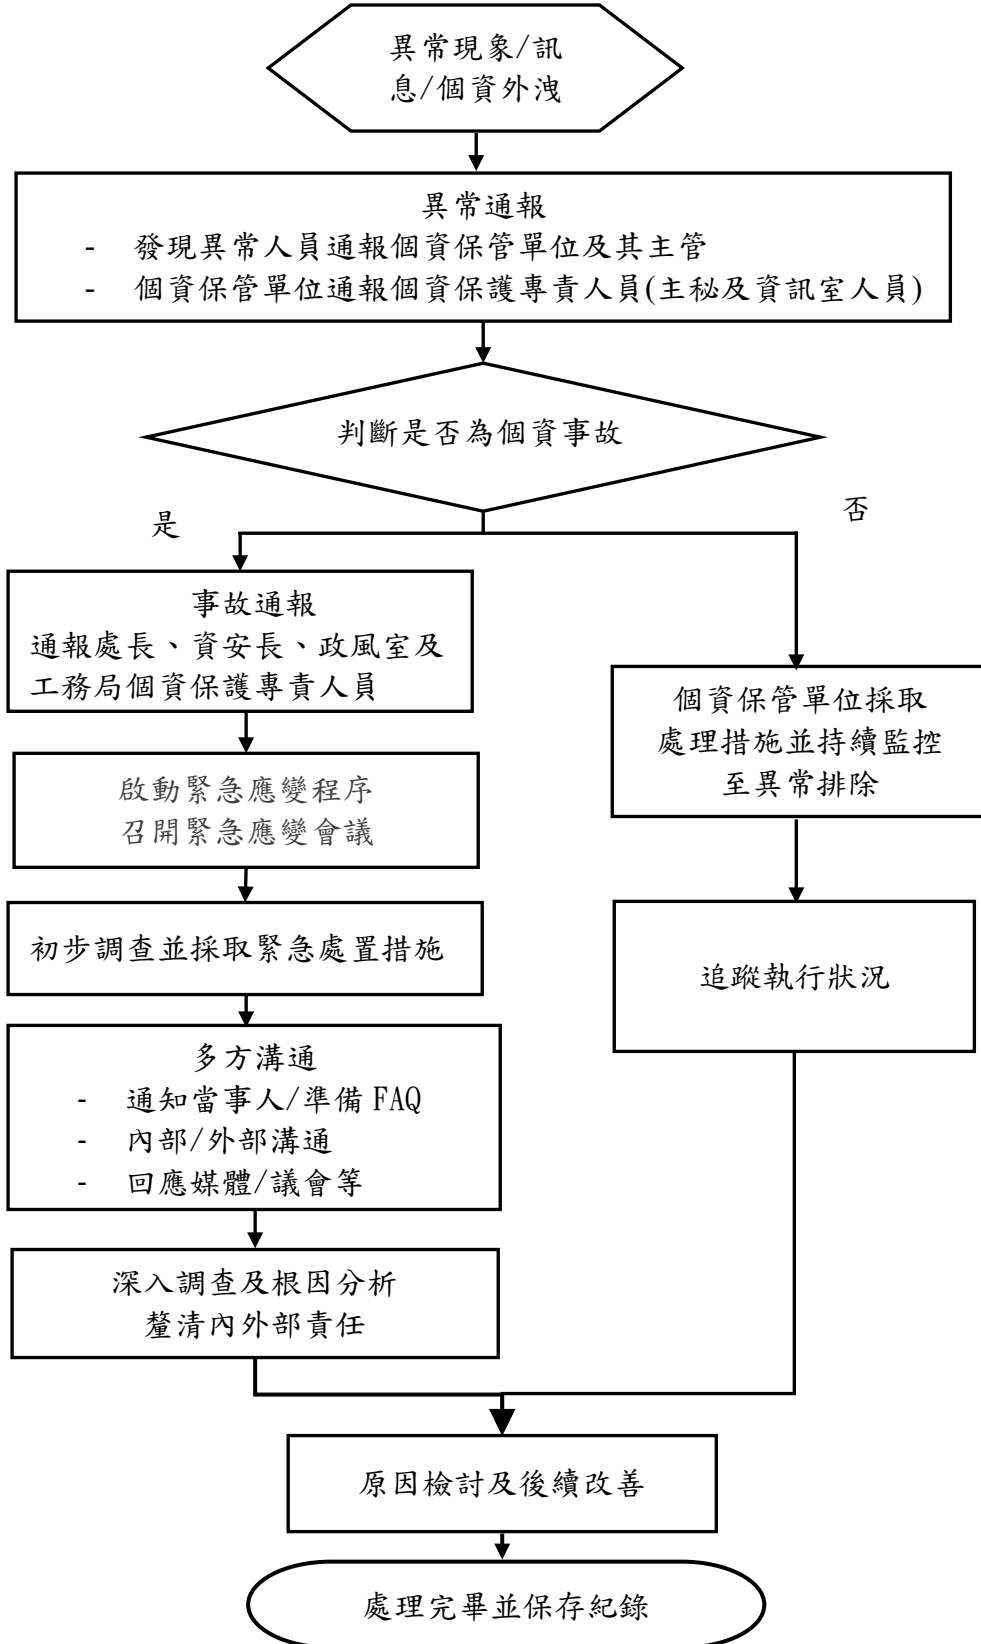 異常現象/訊
息/個資外洩
異常通報
- 發現異常人員通報個資保管單位及其主管
- 個資保管單位通報個資保護專責人員(主秘及資訊室人員)
判斷是否為個資事故
是
否
事故通報
通報處長、資安長、政風室及
工務局個資保護專責人員
啟動緊急應變程序
召開緊急應變會議
初步調查並採取緊急處置措施
多方溝通
- 通知當事人/準備 FAQ
- 內部/外部溝通
- 回應媒體/議會等
深入調查及根因分析
釐清內外部責任
個資保管單位採取
處理措施並持續監控
至異常排除
追蹤執行狀況
原因檢討及後續改善
處理完畢並保存紀錄